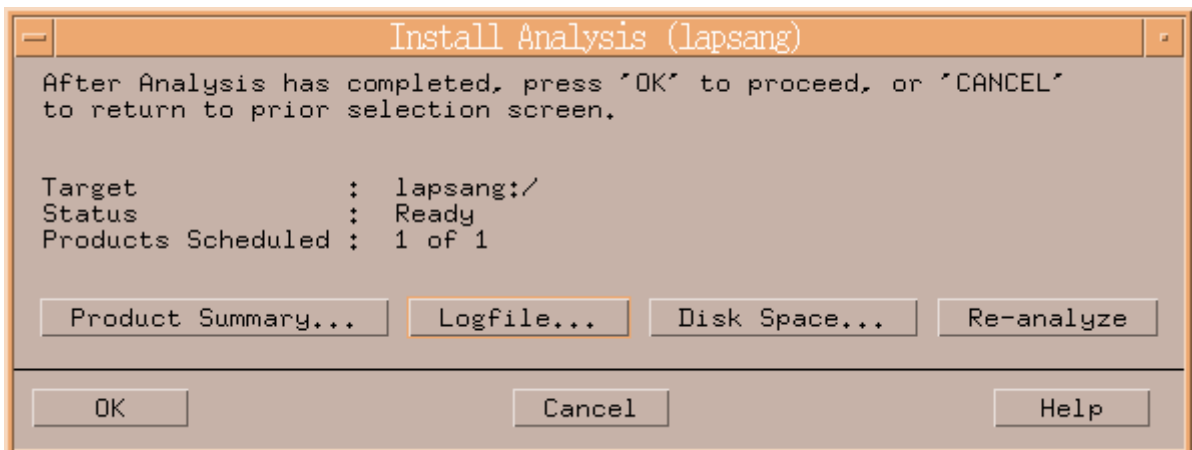 Install Analysis (lapsang)
After Analysis has completed, press ´OK´ to proceed, or ´CANCEL´
to return to prior selection screen.
Target : lapsang:/
Status : Ready
Products Scheduled : 1 of 1
Product Summary... Logfile... Disk Space... Re-analyze
OK Cancel Help